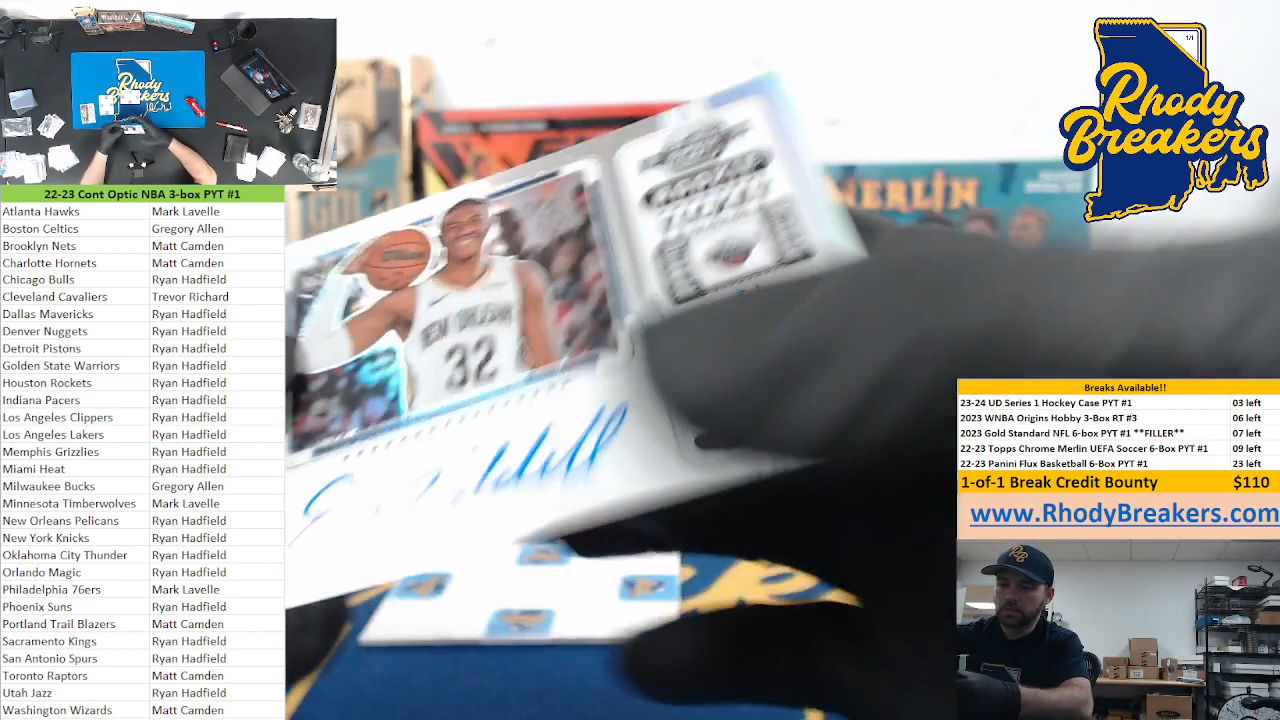 22-23 Cont Optic NBA 3-box PYT #1
Atlanta Hawks Mark Lavelle
Boston Celtics Gregory Allen
Brooklyn Nets Matt Camden
Charlotte Hornets Matt Camden
Chicago Bulls Ryan Hadfield
Cleveland Cavaliers Trevor Richard
Dallas Mavericks Ryan Hadfield
Denver Nuggets Ryan Hadfield
Detroit Pistons Ryan Hadfield
Golden State Warriors Ryan Hadfield
Houston Rockets Ryan Hadfield
Indiana Pacers Ryan Hadfield
Los Angeles Clippers Ryan Hadfield
Los Angeles Lakers Ryan Hadfield
Memphis Grizzlies Ryan Hadfield
Miami Heat Ryan Hadfield
Milwaukee Bucks Gregory Allen
Minnesota Timberwolves Mark Lavelle
New Orleans Pelicans Ryan Hadfield
New York Knicks Ryan Hadfield
Oklahoma City Thunder Ryan Hadfield
Orlando Magic Ryan Hadfield
Philadelphia 76ers Mark Lavelle
Phoenix Suns Ryan Hadfield
Portland Trail Blazers Matt Camden
Sacramento Kings Ryan Hadfield
San Antonio Spurs Ryan Hadfield
Toronto Raptors Matt Camden
Utah Jazz Ryan Hadfield
Washington Wizards Matt Camden
NEW ORLEANS
32
MERLIN
1/1
Rhody
Breakers
Breaks Available!!
23-24 UD Series 1 Hockey Case PYT #1 03 left
2023 WNBA Origins Hobby 3-Box RT #3 06 left
2023 Gold Standard NFL 6-box PYT #1 **FILLER** 07 left
22-23 Topps Chrome Merlin UEFA Soccer 6-Box PYT #1 09 left
22-23 Panini Flux Basketball 6-Box PYT #1 23 left
1-of-1 Break Credit Bounty $110
www.RhodyBreakers.com